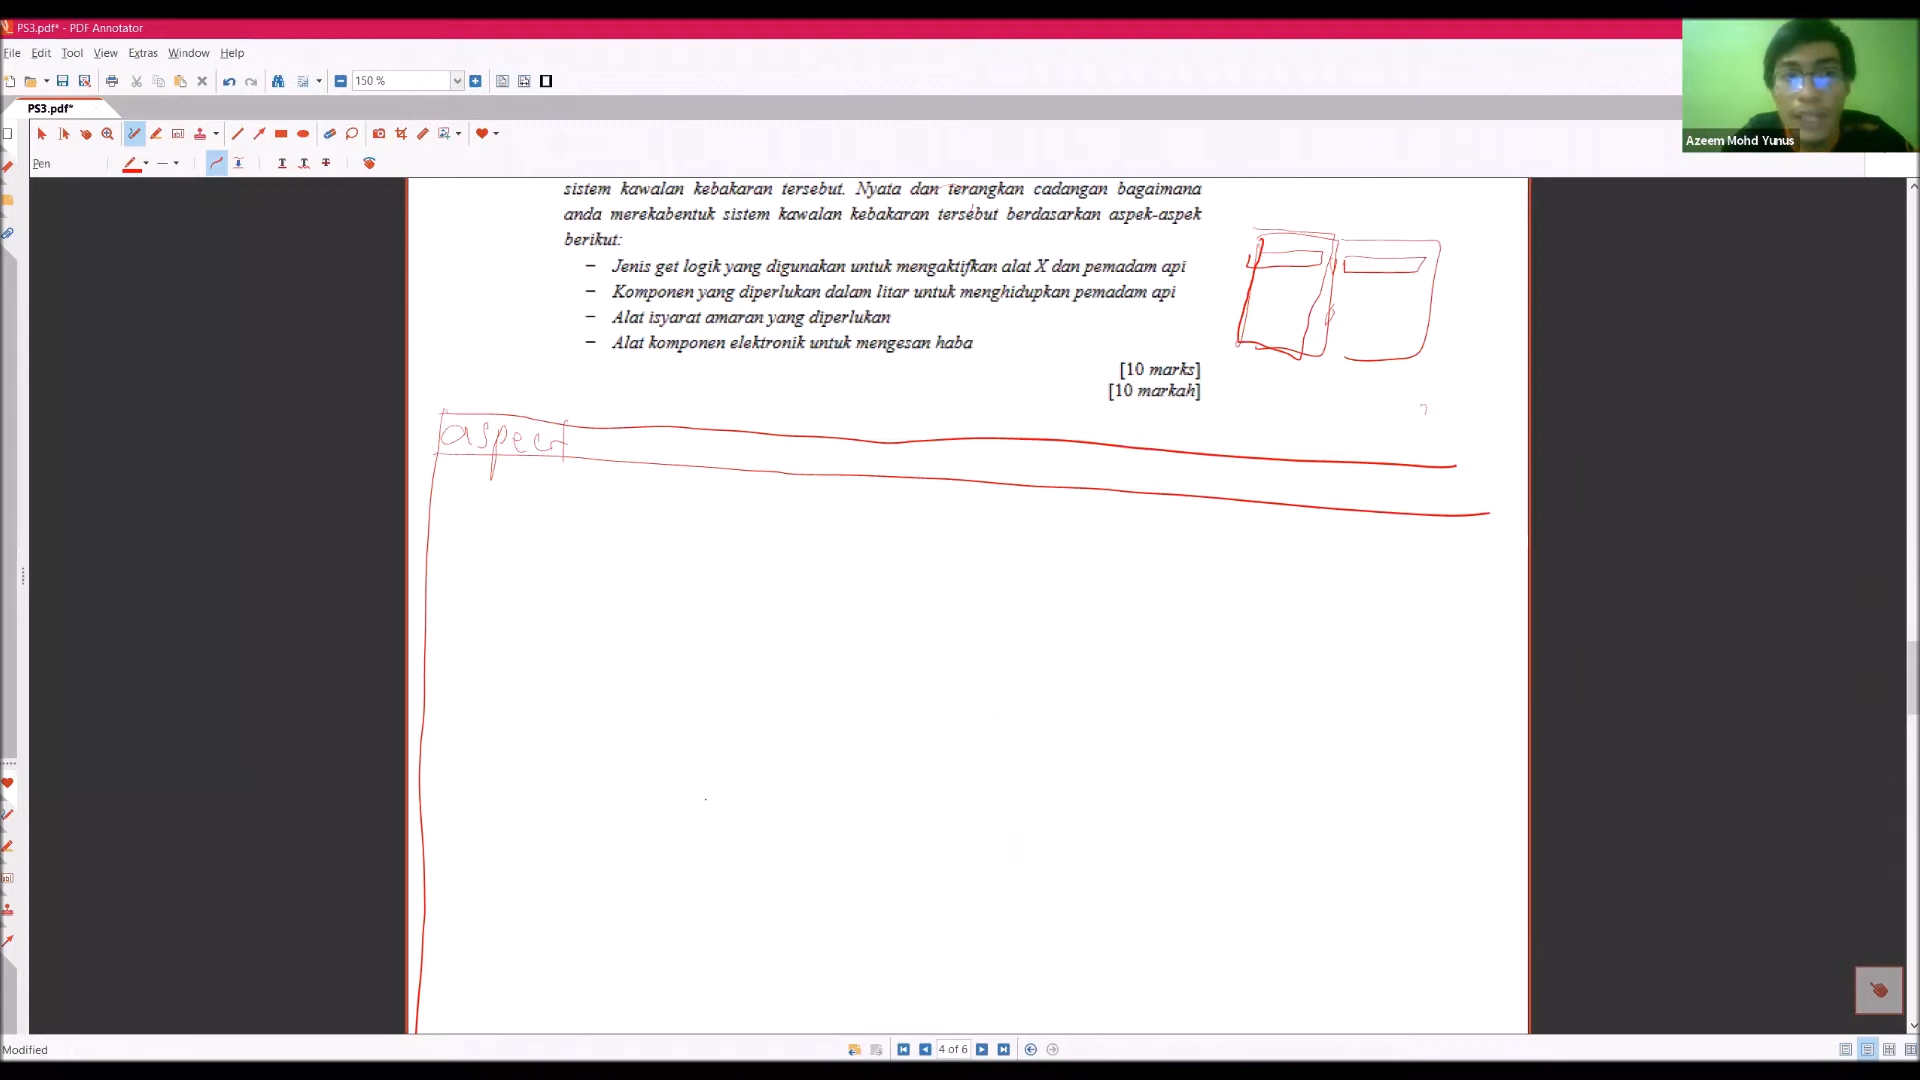 PS3.pdf* - PDF Annotator
File Edit Tool View Extras Window Help
150 %
PS3.pdf*
Pen
Azeem Mohd Yunus
sistem kawalan kebakaran tersebut. Nyata dan terangkan cadangan bagaimana
anda merekabentuk sistem kawalan kebakaran tersebut berdasarkan aspek-aspek
berikut:
– Jenis get logik yang digunakan untuk mengaktifkan alat X dan pemadam api
– Komponen yang diperlukan dalam litar untuk menghidupkan pemadam api
– Alat isyarat amaran yang diperlukan
– Alat komponen elektronik untuk mengesan haba
[10 marks]
[10 markah]
aspect
Modified
4 of 6